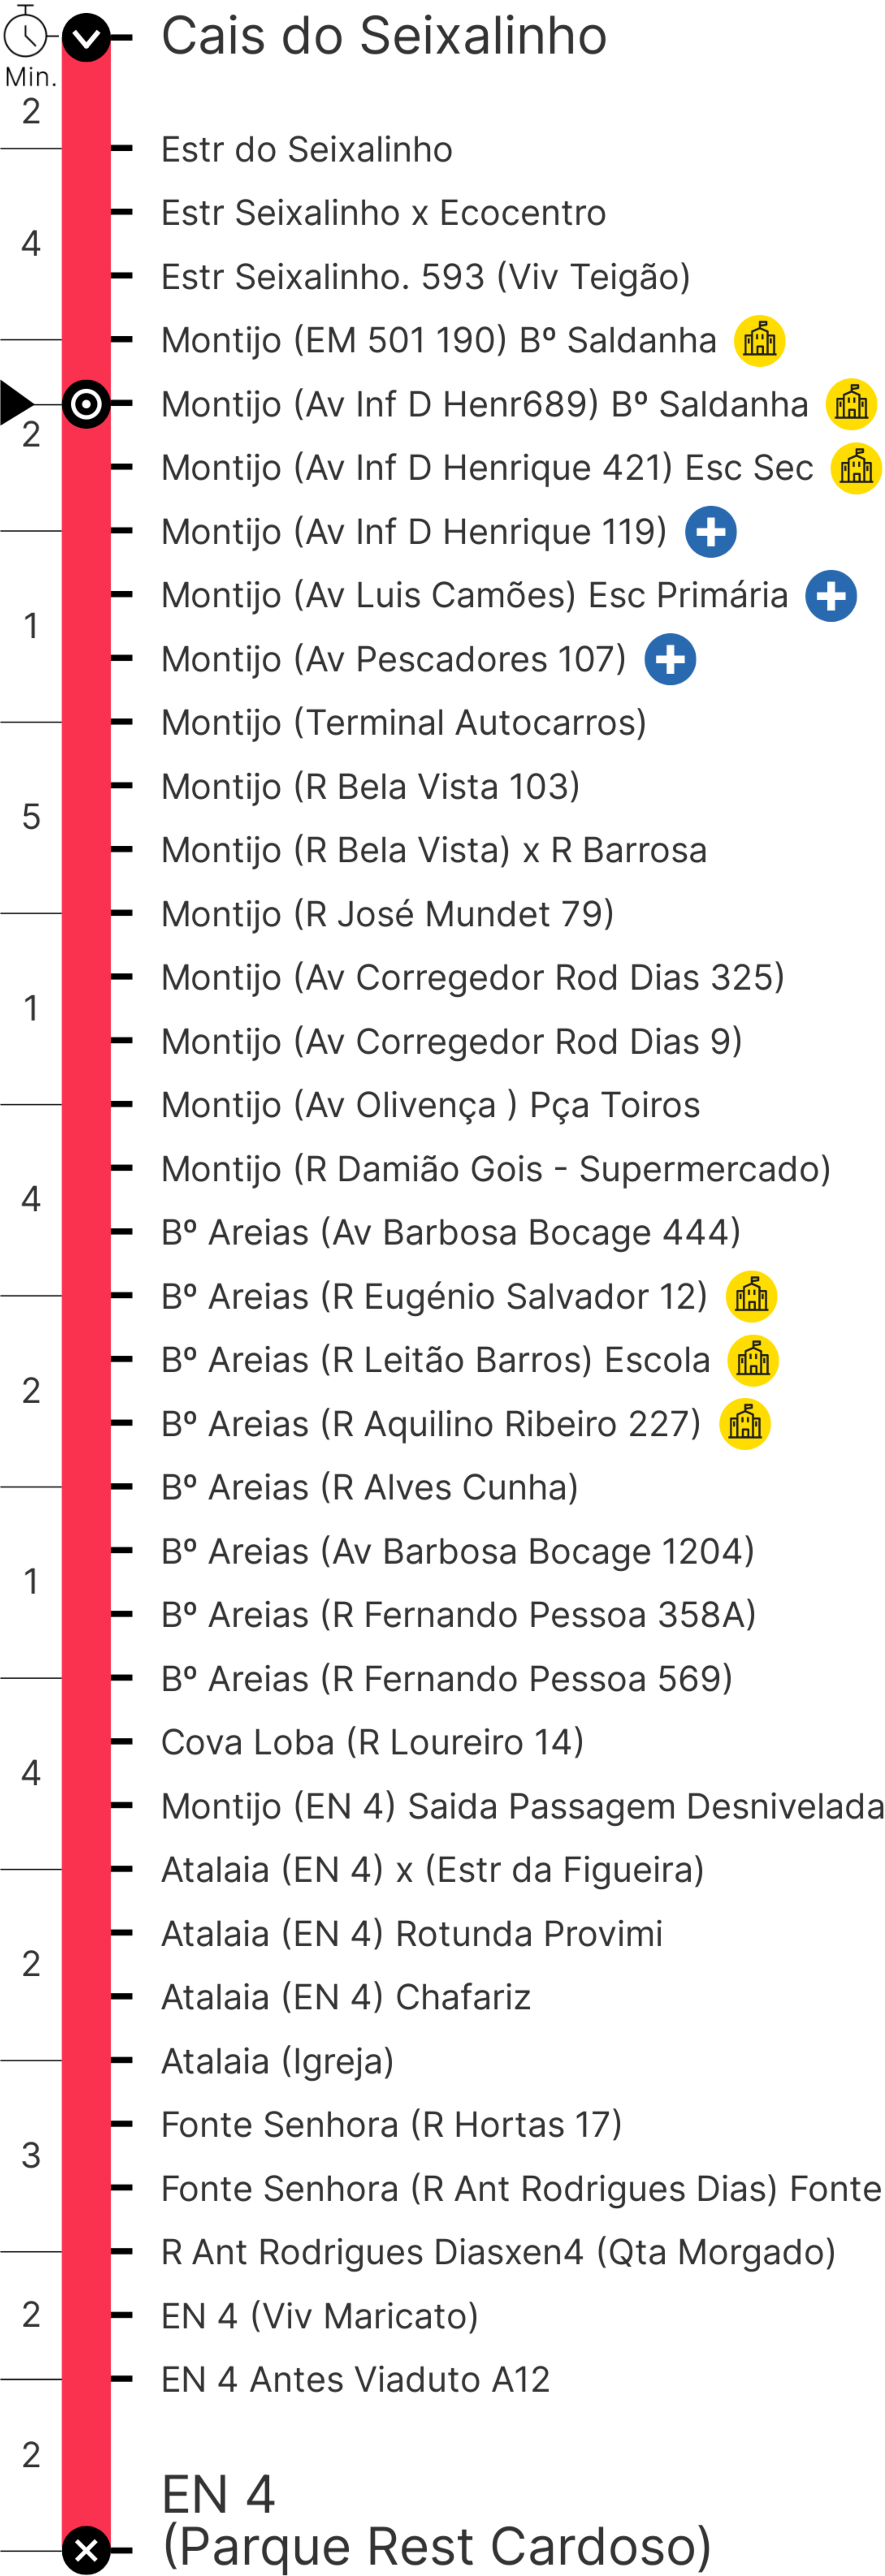 Cais do Seixalinho
Min.
2
Estr do Seixalinho
Estr Seixalinho x Ecocentro
4
Estr Seixalinho. 593 (Viv Teigão)
Montijo (EM 501 190) Bº Saldanha
Montijo (Av Inf D Henr689) Bº Saldanha
2
Montijo (Av Inf D Henrique 421) Esc Sec
Montijo (Av Inf D Henrique 119)
Montijo (Av Luis Camões) Esc Primária
1
Montijo (Av Pescadores 107)
Montijo (Terminal Autocarros)
Montijo (R Bela Vista 103)
5
Montijo (R Bela Vista) x R Barrosa
Montijo (R José Mundet 79)
Montijo (Av Corregedor Rod Dias 325)
1
Montijo (Av Corregedor Rod Dias 9)
Montijo (Av Olivença ) Pça Toiros
Montijo (R Damião Gois - Supermercado)
4
Bº Areias (Av Barbosa Bocage 444)
Bº Areias (R Eugénio Salvador 12)
Bº Areias (R Leitão Barros) Escola
2
Bº Areias (R Aquilino Ribeiro 227)
Bº Areias (R Alves Cunha)
Bº Areias (Av Barbosa Bocage 1204)
1
Bº Areias (R Fernando Pessoa 358A)
Bº Areias (R Fernando Pessoa 569)
Cova Loba (R Loureiro 14)
4
Montijo (EN 4) Saida Passagem Desnivelada
Atalaia (EN 4) x (Estr da Figueira)
Atalaia (EN 4) Rotunda Provimi
2
Atalaia (EN 4) Chafariz
Atalaia (Igreja)
Fonte Senhora (R Hortas 17)
3
Fonte Senhora (R Ant Rodrigues Dias) Fonte
R Ant Rodrigues Diasxen4 (Qta Morgado)
2
EN 4 (Viv Maricato)
EN 4 Antes Viaduto A12
2
EN 4
(Parque Rest Cardoso)